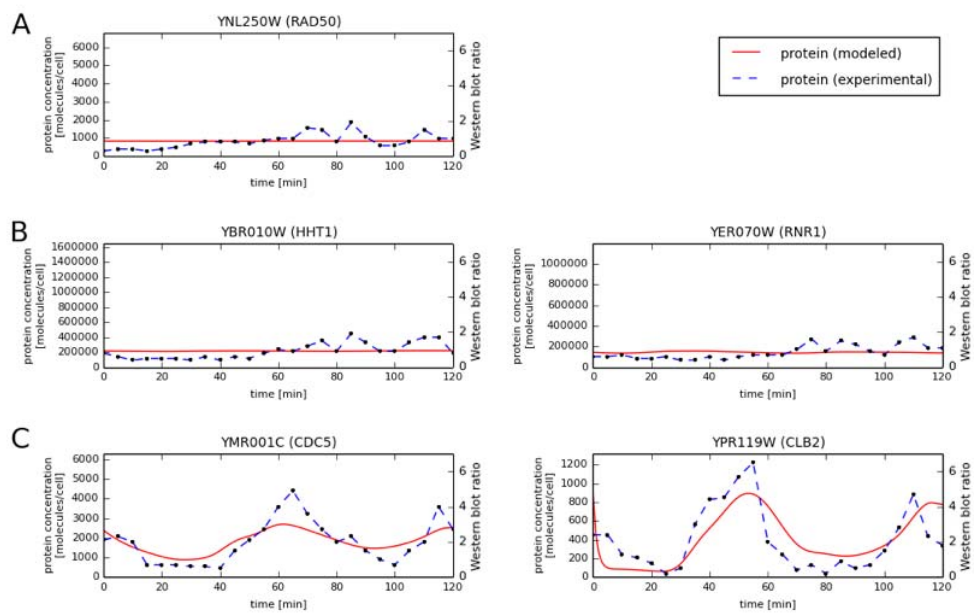 A
YNL250W (RAD50)
protein concentration
[molecules/cell]
6000
5000
4000
3000
2000
1000
0
6
4
2
0
Western blot ratio
0 20 40 60 80 100 120
time [min]
protein (modeled)
protein (experimental)
B
YBR010W (HHT1)
protein concentration
[molecules/cell]
1600000
1400000
1200000
1000000
800000
600000
400000
200000
0
6
4
2
0
Western blot ratio
0 20 40 60 80 100 120
time [min]
YER070W (RNR1)
protein concentration
[molecules/cell]
1000000
800000
600000
400000
200000
0
6
4
2
0
Western blot ratio
0 20 40 60 80 100 120
time [min]
C
YMR001C (CDC5)
protein concentration
[molecules/cell]
6000
5000
4000
3000
2000
1000
0
6
4
2
0
Western blot ratio
0 20 40 60 80 100 120
time [min]
YPR119W (CLB2)
protein concentration
[molecules/cell]
1200
1000
800
600
400
200
0
6
4
2
0
Western blot ratio
0 20 40 60 80 100 120
time [min]